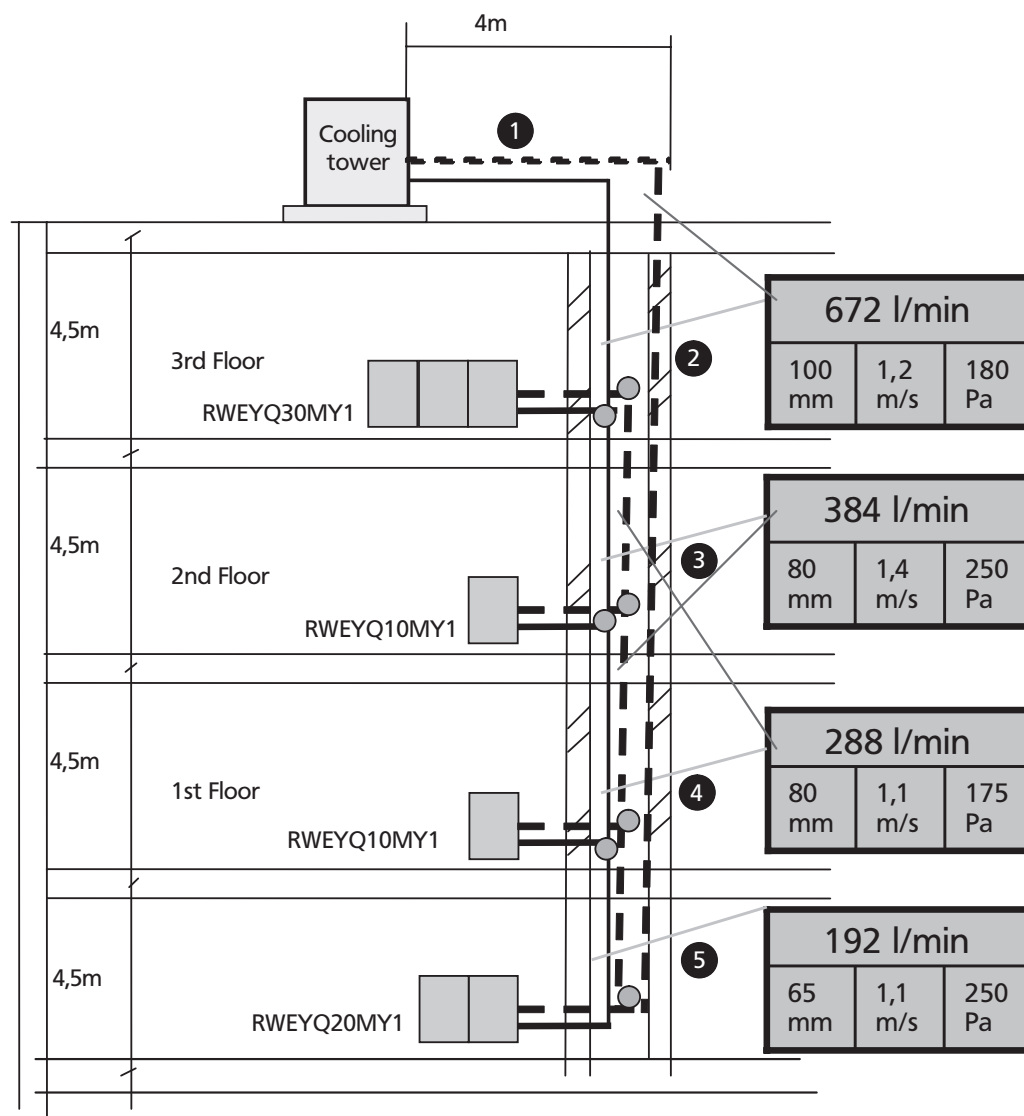 4m
Cooling
tower
1
4,5m
3rd Floor
RWEYQ30MY1
2
672 l/min
100
mm
1,2
m/s
180
Pa
4,5m
2nd Floor
RWEYQ10MY1
3
384 l/min
80
mm
1,4
m/s
250
Pa
4,5m
1st Floor
RWEYQ10MY1
4
288 l/min
80
mm
1,1
m/s
175
Pa
4,5m
RWEYQ20MY1
5
192 l/min
65
mm
1,1
m/s
250
Pa